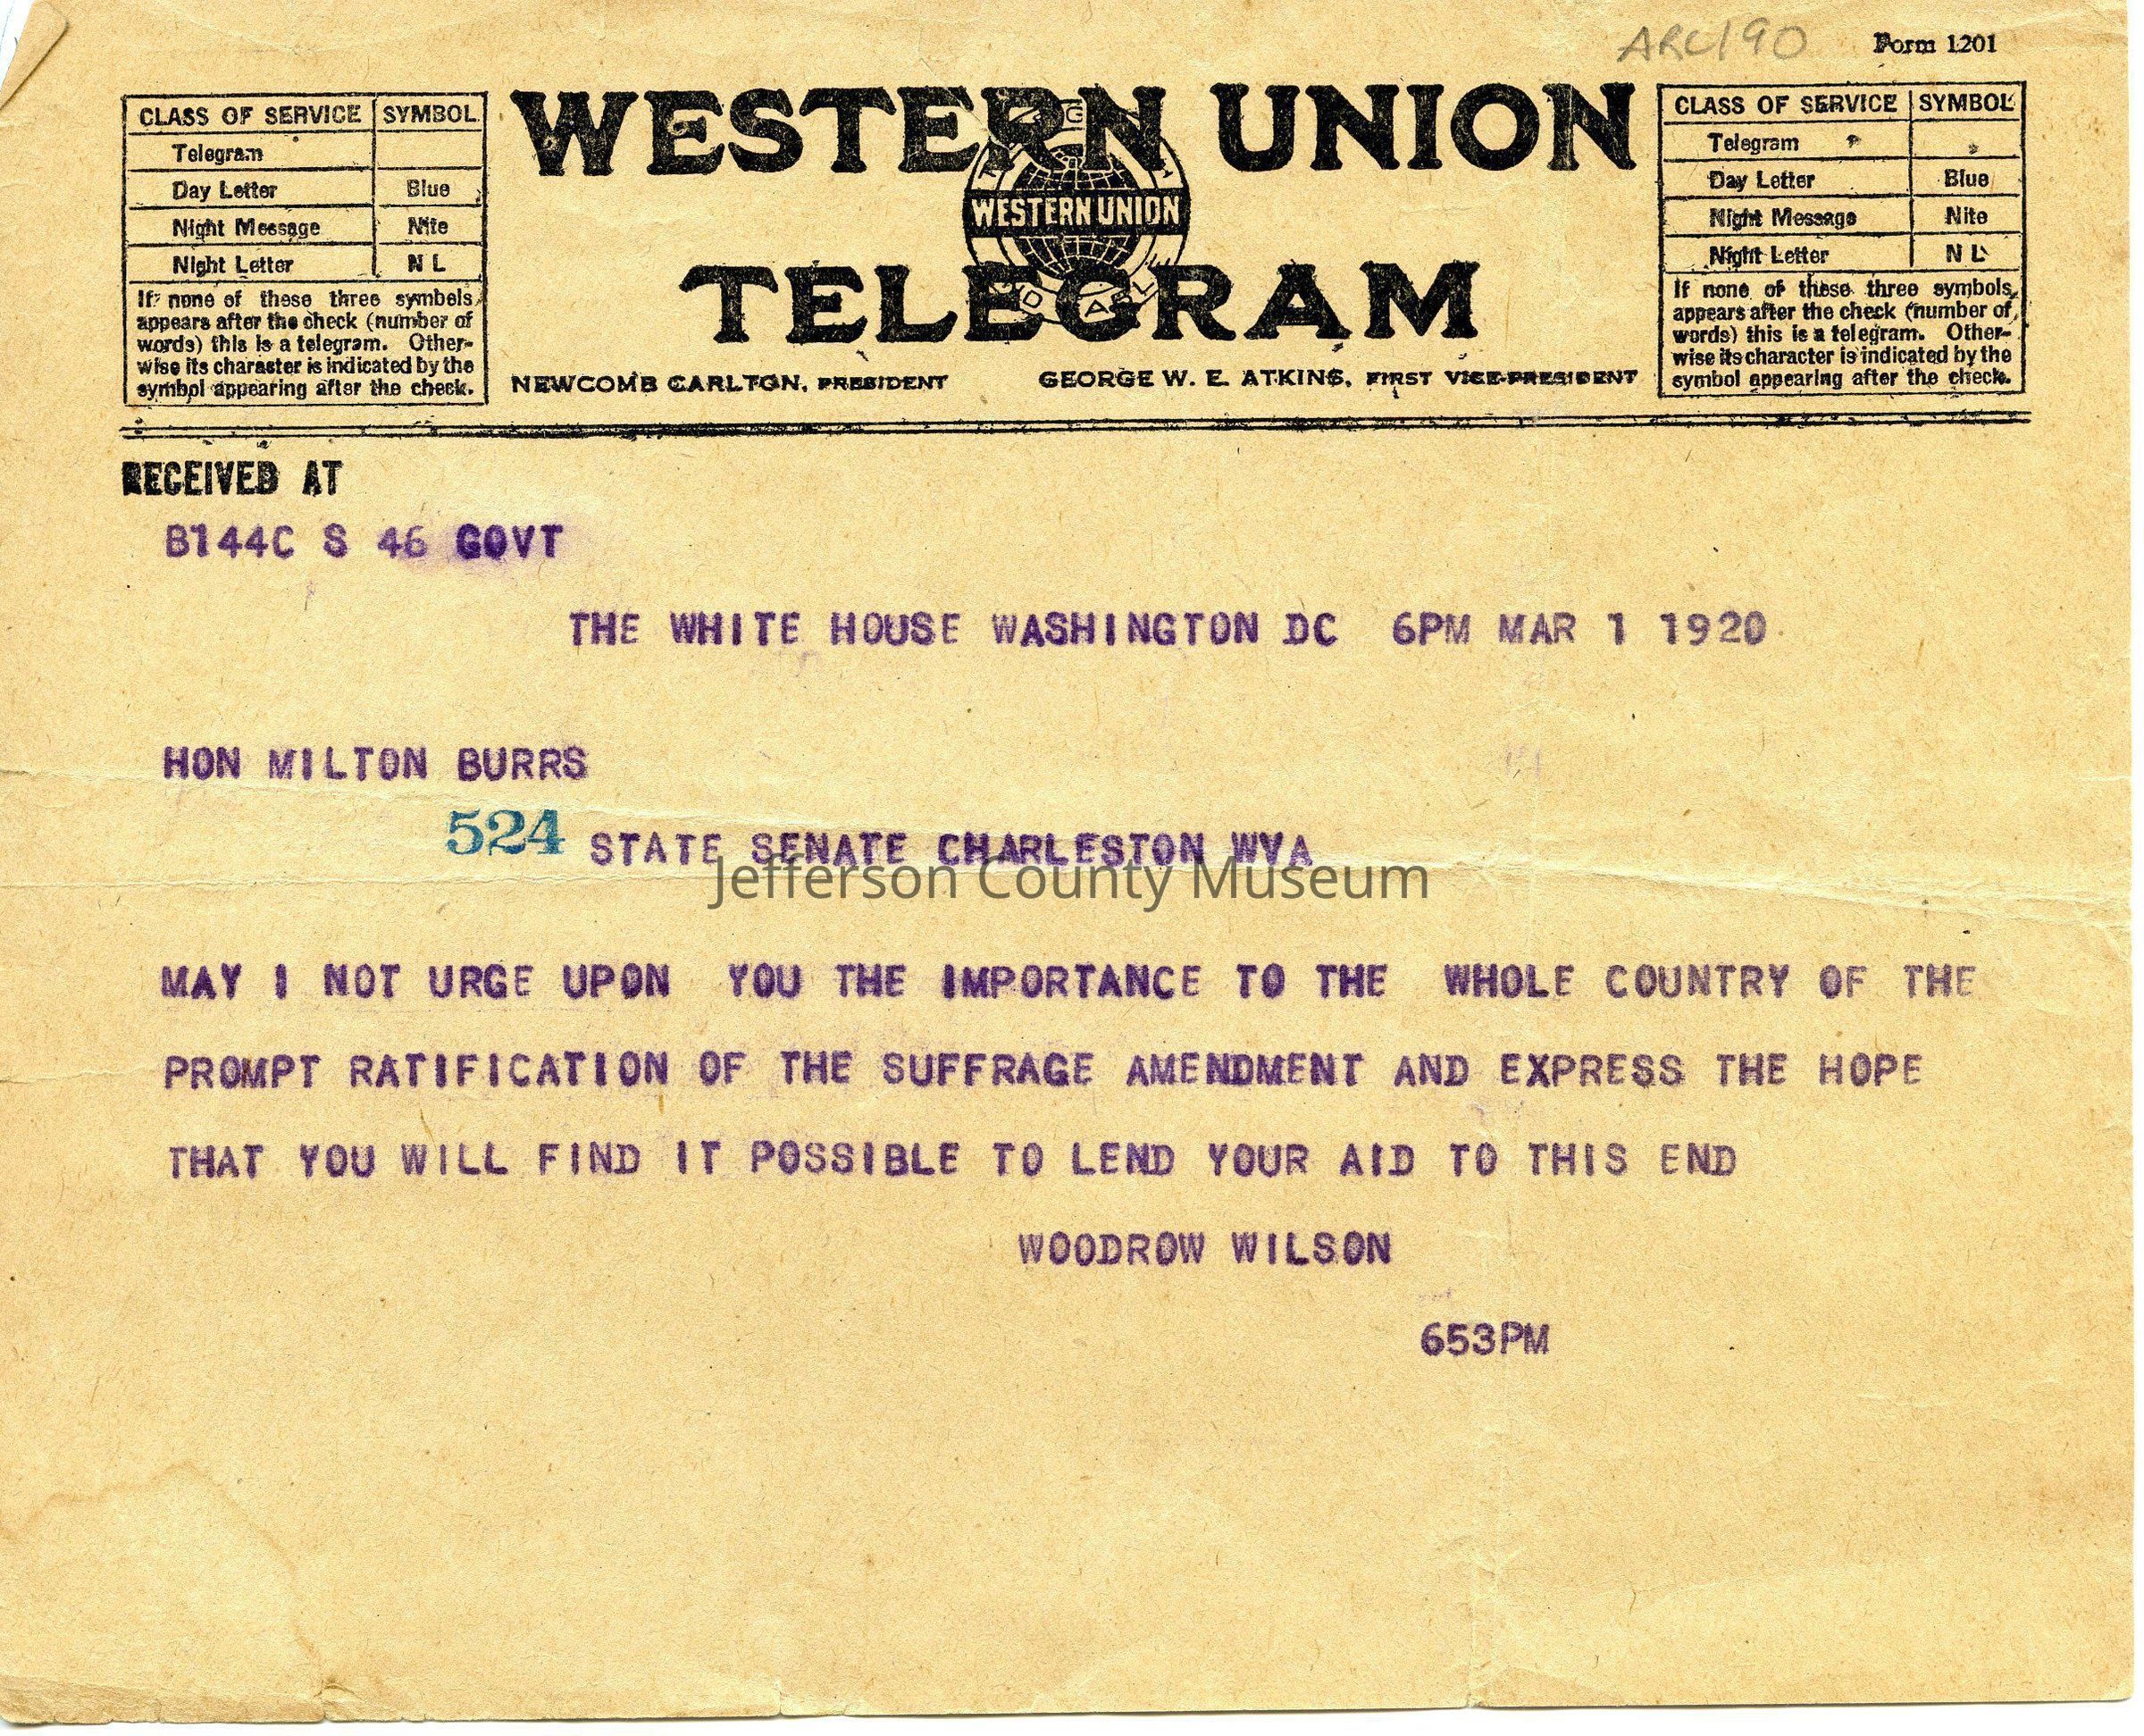 ARC190 Form 1201
CLASS OF SERVICE SYMBOL
Telegram
Day Letter Blue
Night Message Nite
Night Letter N L
If none of these three symbols
appears after the check (number of
words) this is a telegram. Other-
wise its character is indicated by the
symbol appearing after the check.
WESTERN UNION
WESTERN UNION
TELEGRAM
NEWCOMB CARLTON, PRESIDENT GEORGE W. E. ATKINS, FIRST VICE-PRESIDENT
CLASS OF SERVICE SYMBOL
Telegram
Day Letter Blue
Night Message Nite
Night Letter N L
If none of these three symbols
appears after the check (number of
words) this is a telegram. Other-
wise its character is indicated by the
symbol appearing after the check.
RECEIVED AT
B144C S 46 GOVT
THE WHITE HOUSE WASHINGTON DC 6PM MAR 1 1920
HON MILTON BURRS
524 STATE SENATE CHARLESTON WVA
Jefferson County Museum
MAY I NOT URGE UPON YOU THE IMPORTANCE TO THE WHOLE COUNTRY OF THE
PROMPT RATIFICATION OF THE SUFFRAGE AMENDMENT AND EXPRESS THE HOPE
THAT YOU WILL FIND IT POSSIBLE TO LEND YOUR AID TO THIS END
WOODROW WILSON
653PM